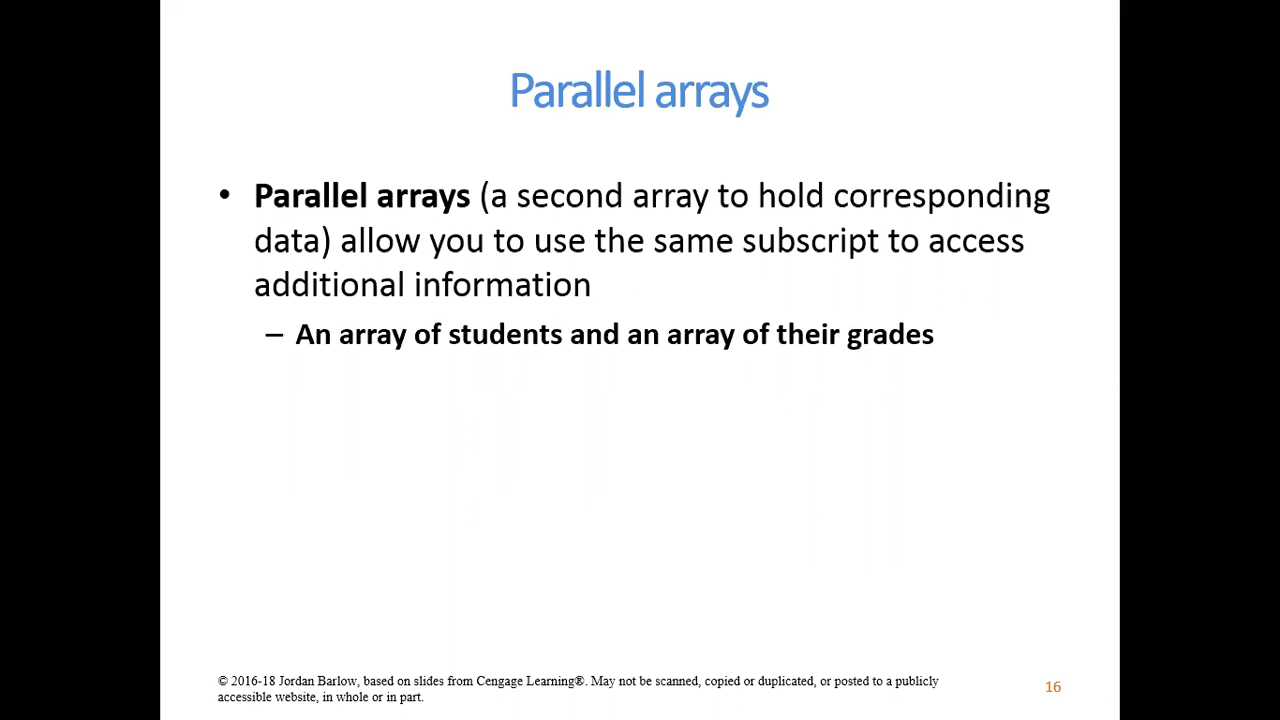 Parallel arrays
• Parallel arrays (a second array to hold corresponding
data) allow you to use the same subscript to access
additional information
– An array of students and an array of their grades
© 2016-18 Jordan Barlow, based on slides from Cengage Learning®. May not be scanned, copied or duplicated, or posted to a publicly
accessible website, in whole or in part.
16